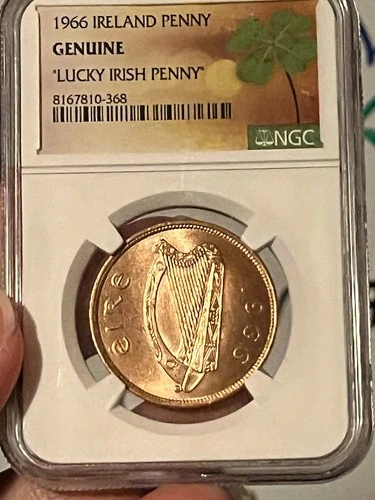 1966 IRELAND PENNY
GENUINE
"LUCKY IRISH PENNY"
8167810-368
NGC
éire
1966